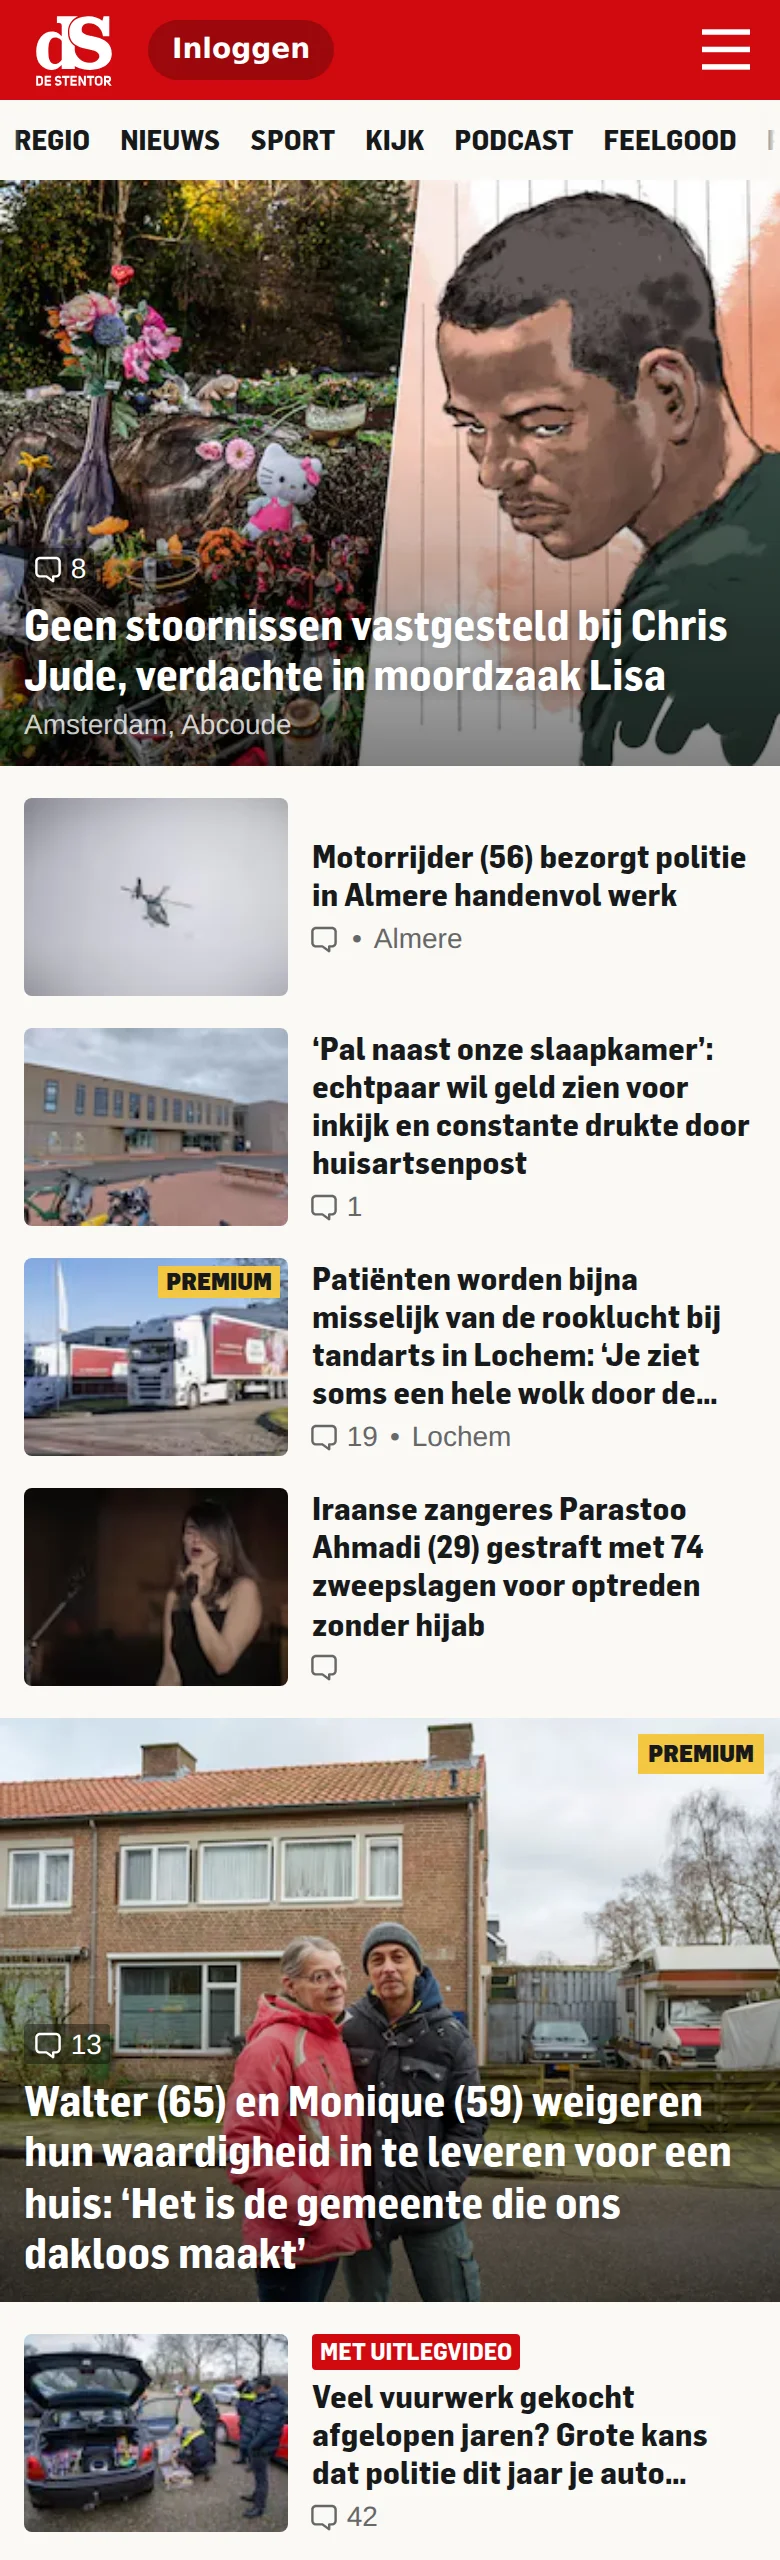 dS
DE STENTOR
Inloggen
REGIO NIEUWS SPORT KIJK PODCAST FEELGOOD
8
Geen stoornissen vastgesteld bij Chris
Jude, verdachte in moordzaak Lisa
Amsterdam, Abcoude
Motorrijder (56) bezorgt politie
in Almere handenvol werk
• Almere
‘Pal naast onze slaapkamer’:
echtpaar wil geld zien voor
inkijk en constante drukte door
huisartsenpost
1
PREMIUM
Patiënten worden bijna
misselijk van de rooklucht bij
tandarts in Lochem: ‘Je ziet
soms een hele wolk door de...
19 • Lochem
Iraanse zangeres Parastoo
Ahmadi (29) gestraft met 74
zweepslagen voor optreden
zonder hijab
PREMIUM
13
Walter (65) en Monique (59) weigeren
hun waardigheid in te leveren voor een
huis: ‘Het is de gemeente die ons
dakloos maakt’
MET UITLEGVIDEO
Veel vuurwerk gekocht
afgelopen jaren? Grote kans
dat politie dit jaar je auto...
42